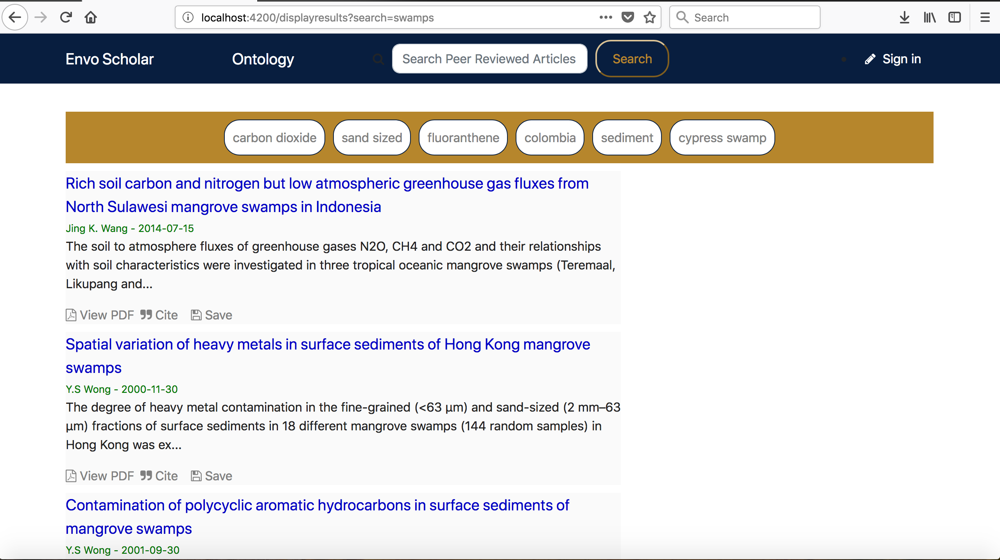 localhost:4200/displayresults?search=swamps
Search
Envo Scholar
Ontology
Search Peer Reviewed Articles
Search
Sign in
carbon dioxide
sand sized
fluoranthene
colombia
sediment
cypress swamp
Rich soil carbon and nitrogen but low atmospheric greenhouse gas fluxes from
North Sulawesi mangrove swamps in Indonesia
Jing K. Wang - 2014-07-15
The soil to atmosphere fluxes of greenhouse gases N2O, CH4 and CO2 and their relationships
with soil characteristics were investigated in three tropical oceanic mangrove swamps (Teremaal,
Likupang and...
View PDF Cite Save
Spatial variation of heavy metals in surface sediments of Hong Kong mangrove
swamps
Y.S Wong - 2000-11-30
The degree of heavy metal contamination in the fine-grained (<63 μm) and sand-sized (2 mm–63
μm) fractions of surface sediments in 18 different mangrove swamps (144 random samples) in
Hong Kong was ex...
View PDF Cite Save
Contamination of polycyclic aromatic hydrocarbons in surface sediments of
mangrove swamps
Y.S Wong - 2001-09-30